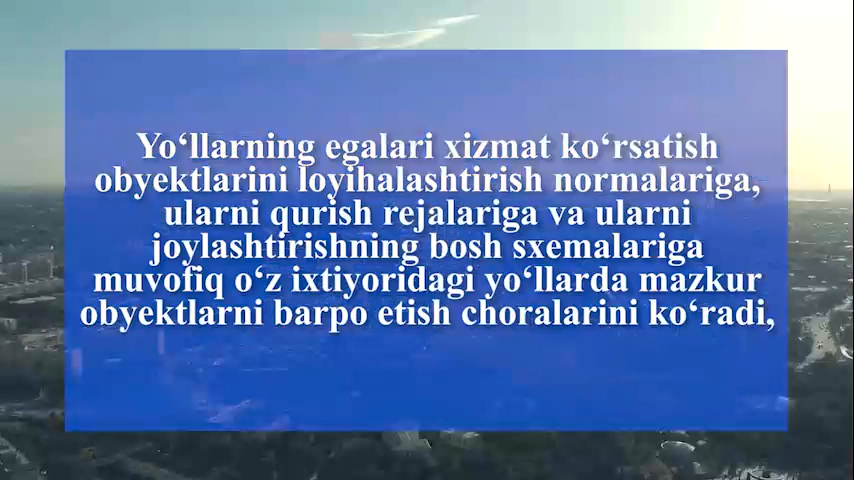 Yo‘llarning egalari xizmat ko‘rsatish
obyektlarini loyihalashtirish normalariga,
ularni qurish rejalariga va ularni
joylashtirishning bosh sxemalariga
muvofiq o‘z ixtiyoridagi yo‘llarda mazkur
obyektlarni barpo etish choralarini ko‘radi,